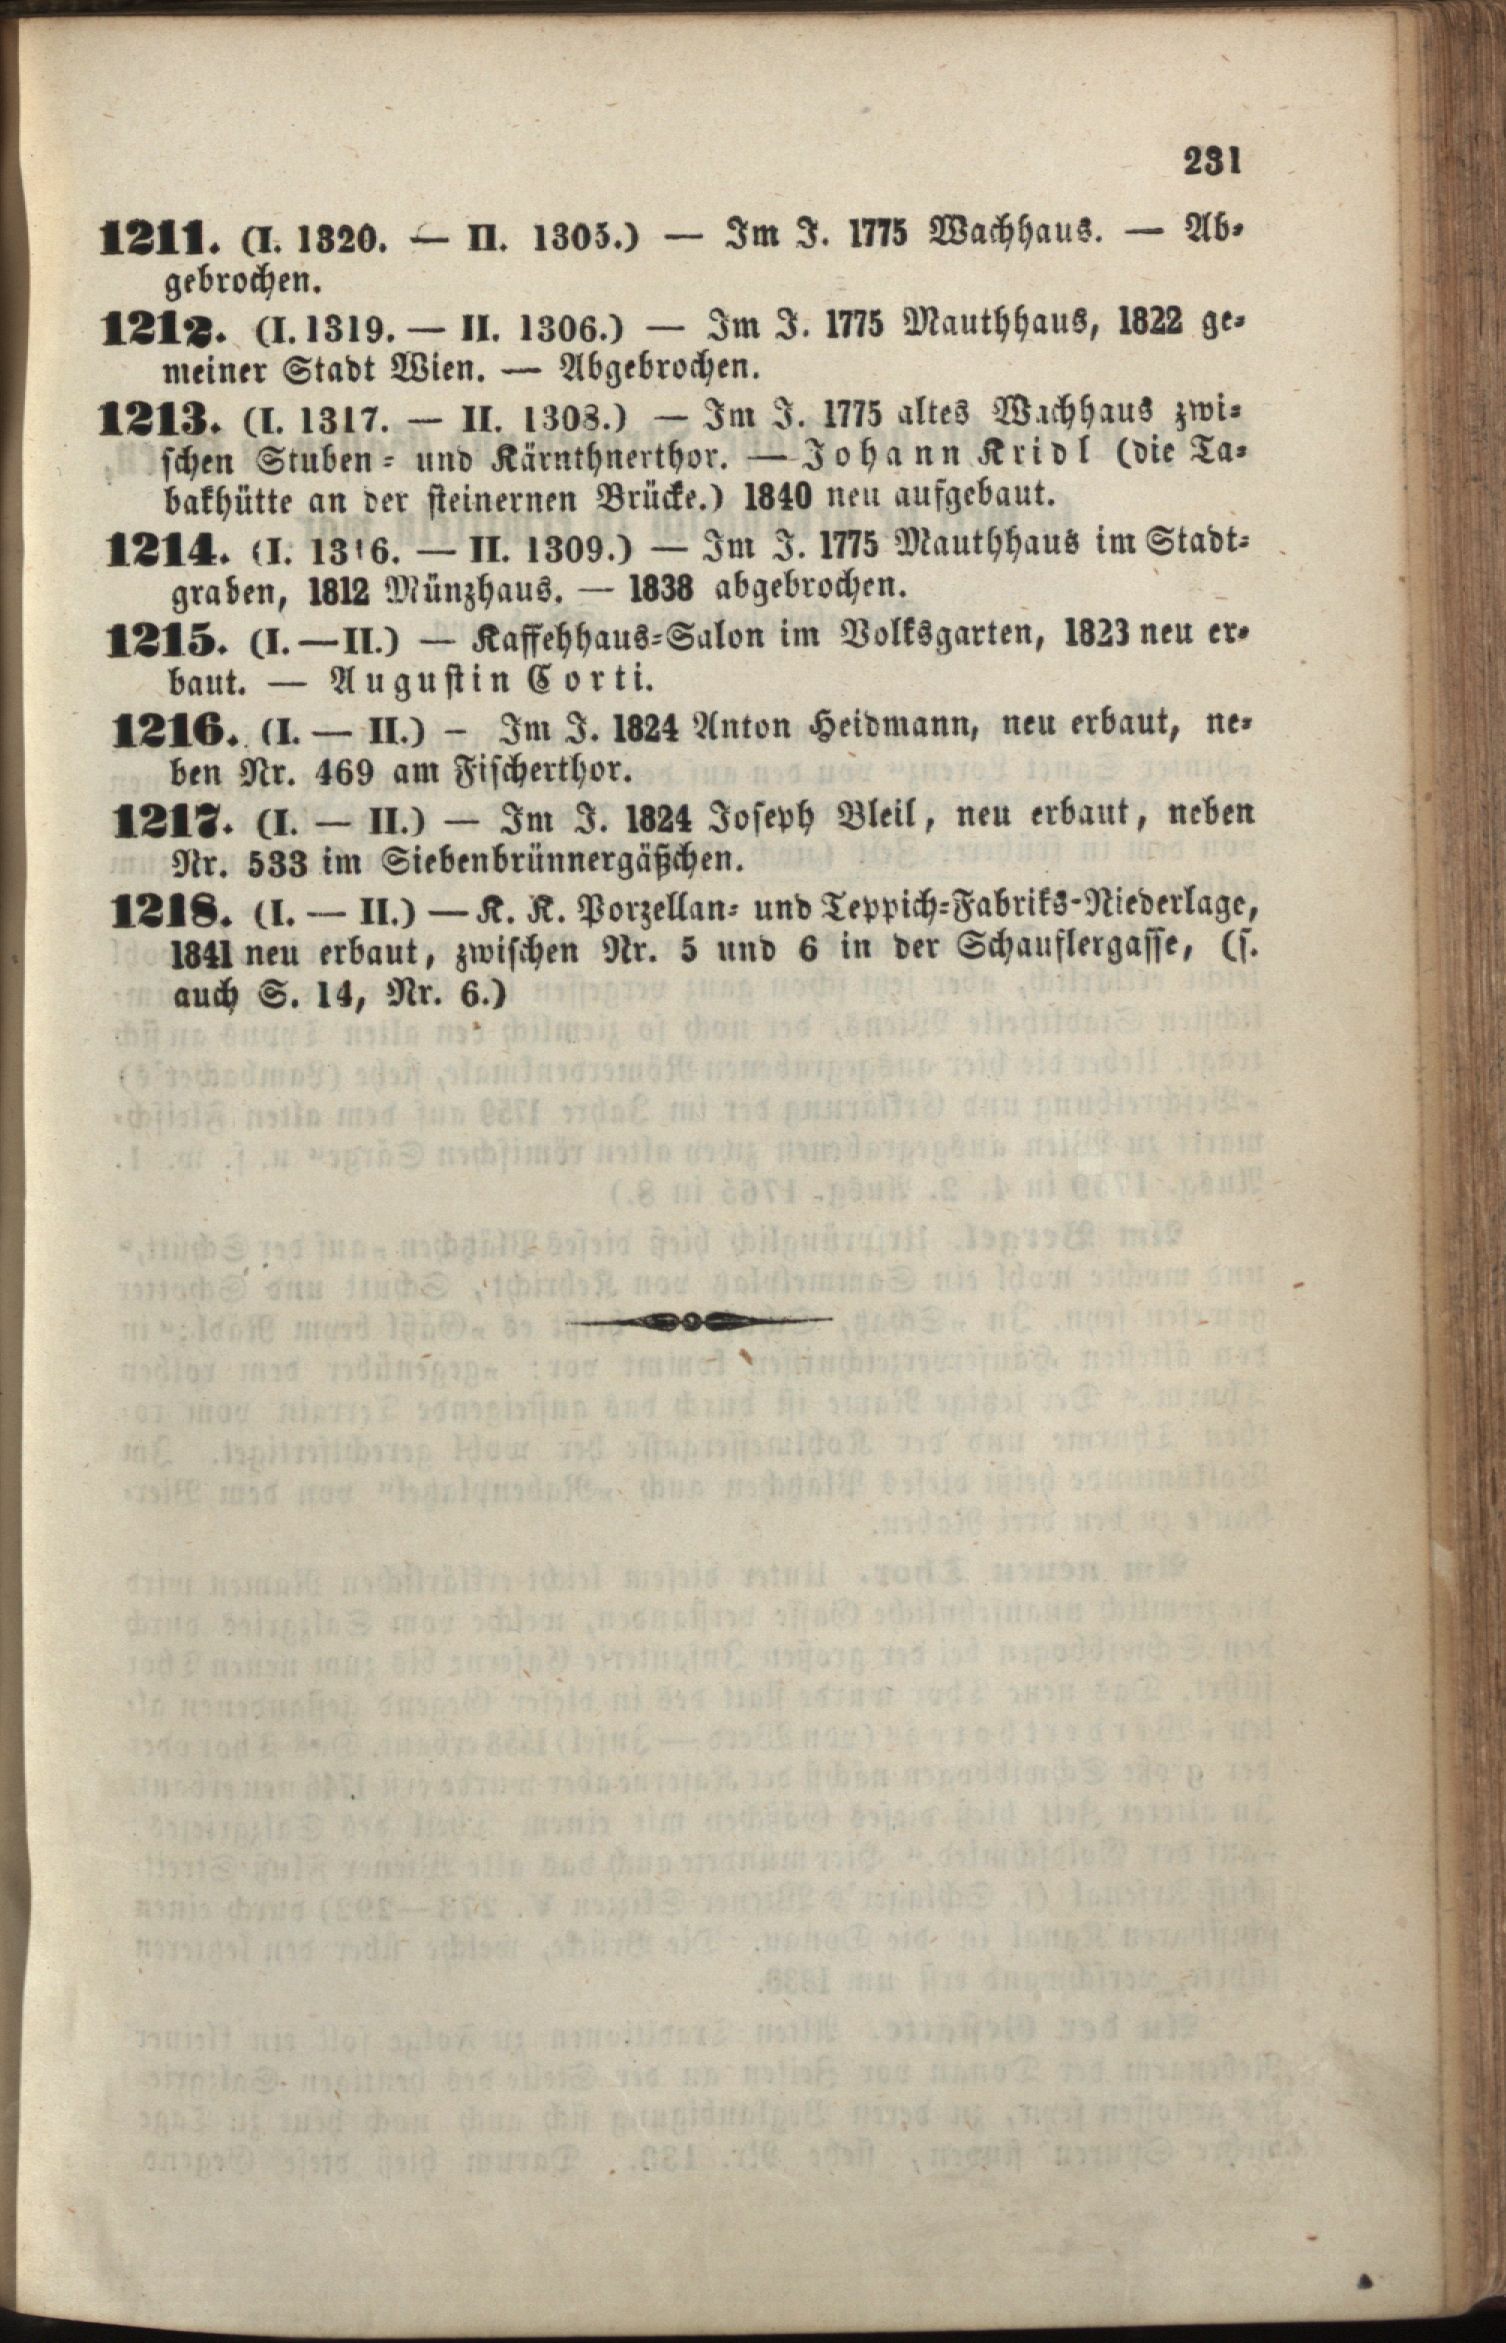 231
1211. (I. 1320. — II. 1305.) — Im J. 1775 Wachhaus. — Ab-
gebrochen.
1212. (I. 1319. — II. 1306.) — Im J. 1775 Mauthhaus, 1822 ge-
meiner Stadt Wien. — Abgebrochen.
1213. (I. 1317. — II. 1308.) — Im J. 1775 altes Wachhaus zwi-
schen Stuben- und Kärnthnerthor. — Johann Kridl (die Ta-
bakhütte an der steinernen Brücke.) 1840 neu aufgebaut.
1214. (I. 1316. — II. 1309.) — Im J. 1775 Mauthhaus im Stadt-
graben, 1812 Münzhaus. — 1838 abgebrochen.
1215. (I. — II.) — Kaffehhaus-Salon im Volksgarten, 1823 neu er-
baut. — Augustin Corti.
1216. (I. — II.) — Im J. 1824 Anton Heidmann, neu erbaut, ne-
ben Nr. 469 am Fischerthor.
1217. (I. — II.) — Im J. 1824 Joseph Bleil, neu erbaut, neben
Nr. 533 im Siebenbrünnergäßchen.
1218. (I. — II.) — K. K. Porzellan- und Teppich-Fabriks-Niederlage,
1841 neu erbaut, zwischen Nr. 5 und 6 in der Schauflergasse, (s.
auch S. 14, Nr. 6.)